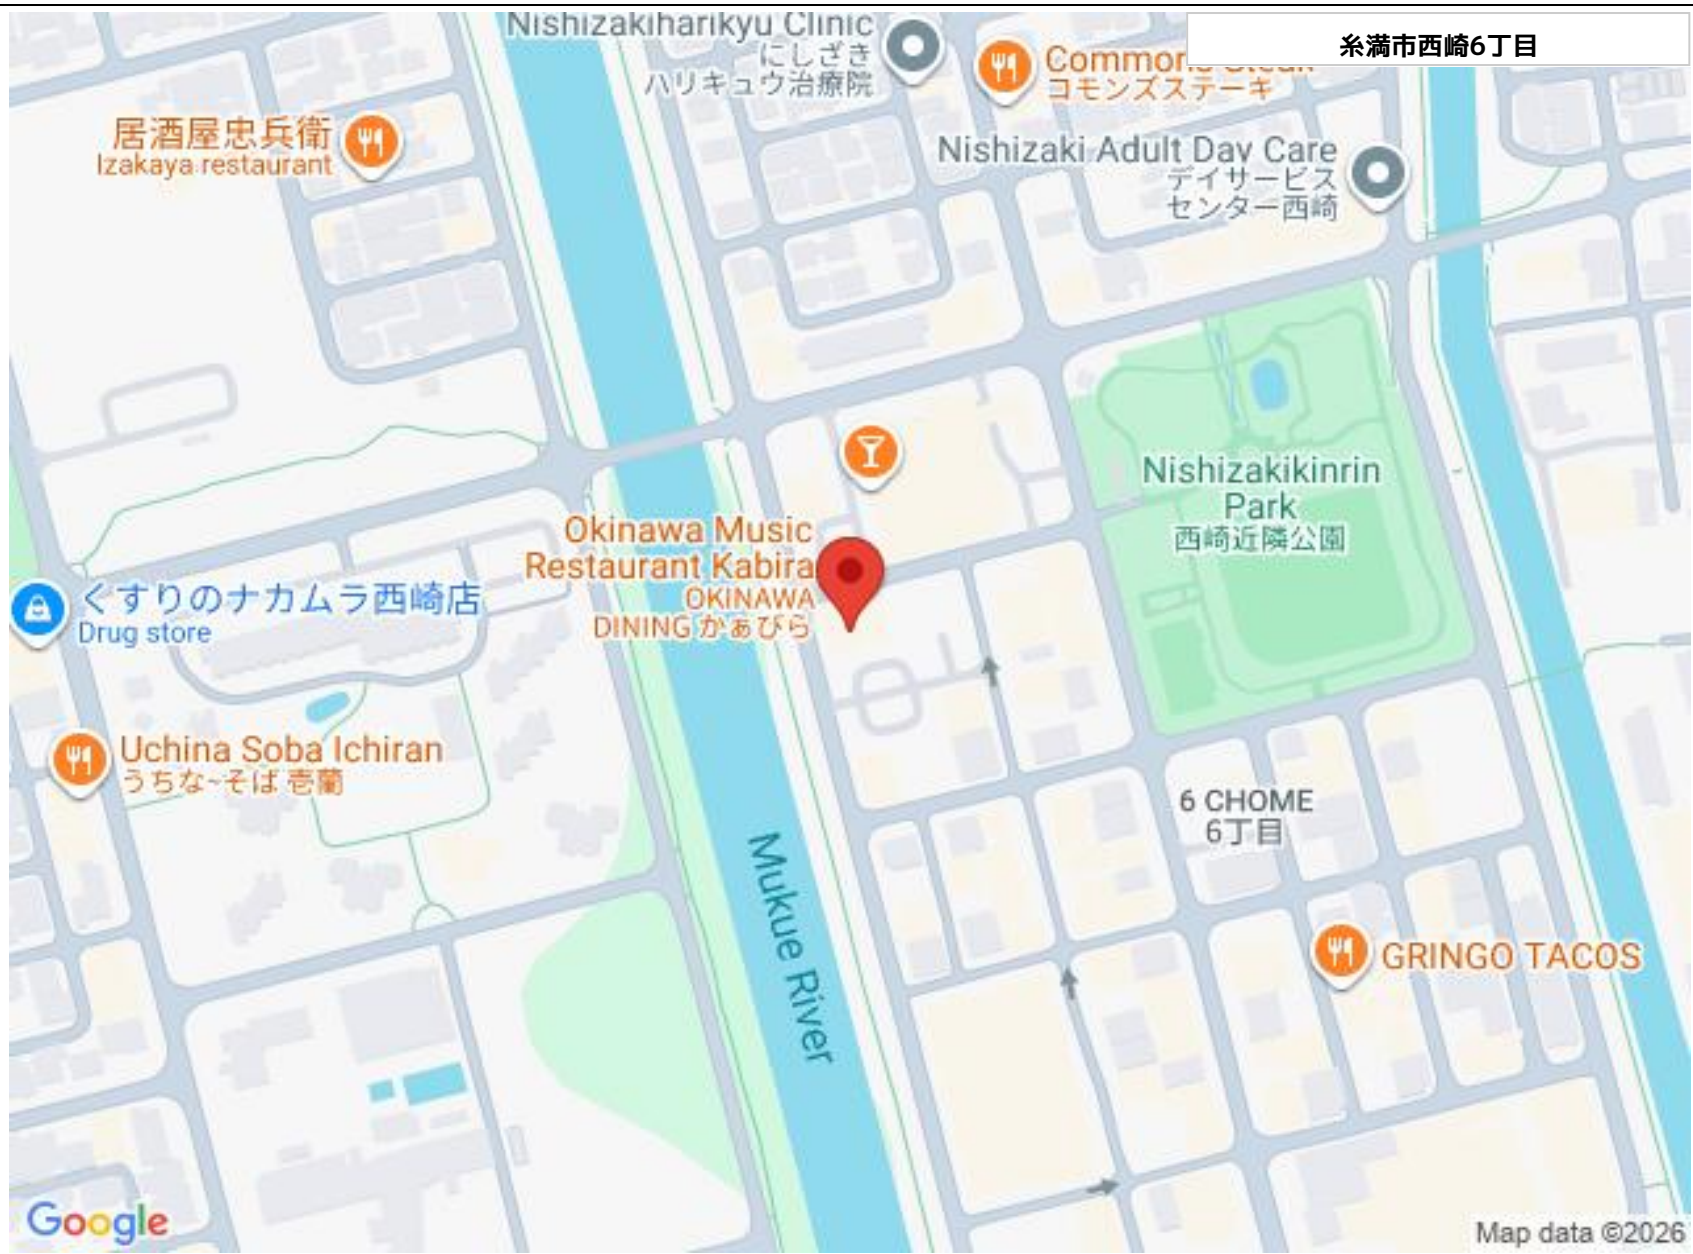 Nishizakiharikyu Clinic
にしざき
ハリキュウ治療院
コモンズステーキ
糸満市西崎6丁目
居酒屋忠兵衛
Izakaya restaurant
Nishizaki Adult Day Care
デイサービス
センター西崎
Nishizakikinrin
Park
西崎近隣公園
Okinawa Music
Restaurant Kabira
OKINAWA
DINING かぁびら
くすりのナカムラ西崎店
Drug store
Uchina Soba Ichiran
うちな~そば 壱蘭
6 CHOME
6丁目
Mukue River
GRINGO TACOS
Google
Map data ©2026